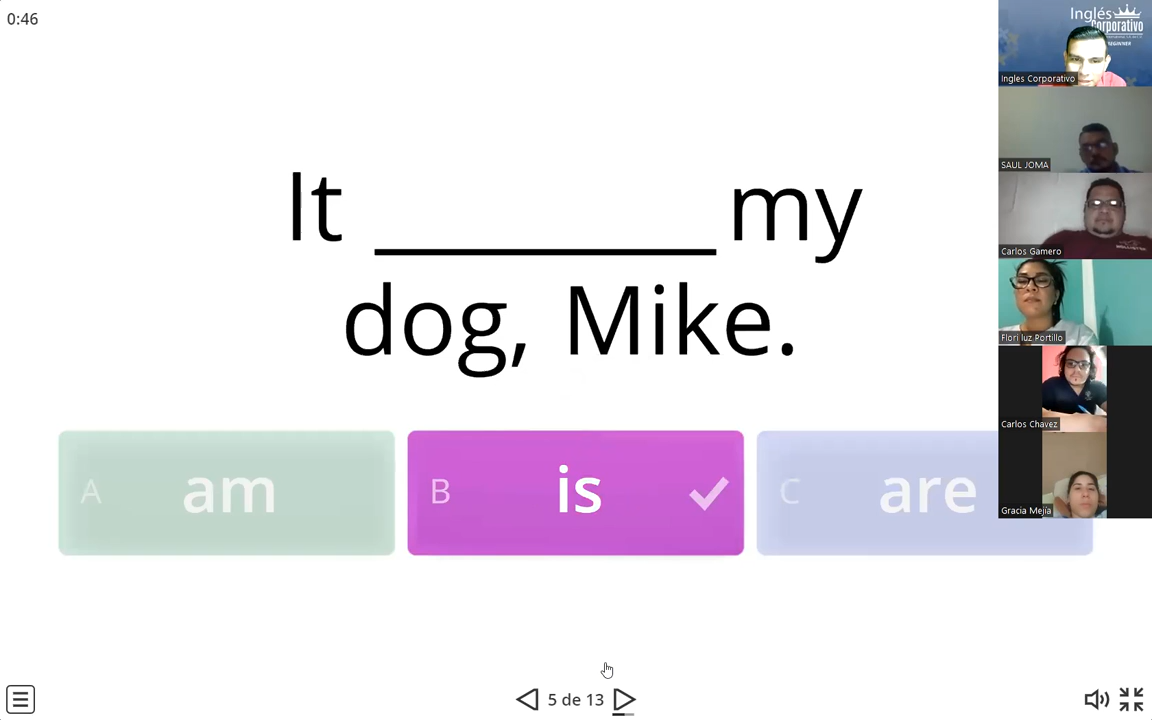 0:46
It ________ my
dog, Mike.
A am
B is
C are
5 de 13
Inglés
Corporativo
BEGINNER
Ingles Corporativo
SAUL JOMA
Carlos Gamero
Flori luz Portillo
Carlos Chavez
Gracia Mejía